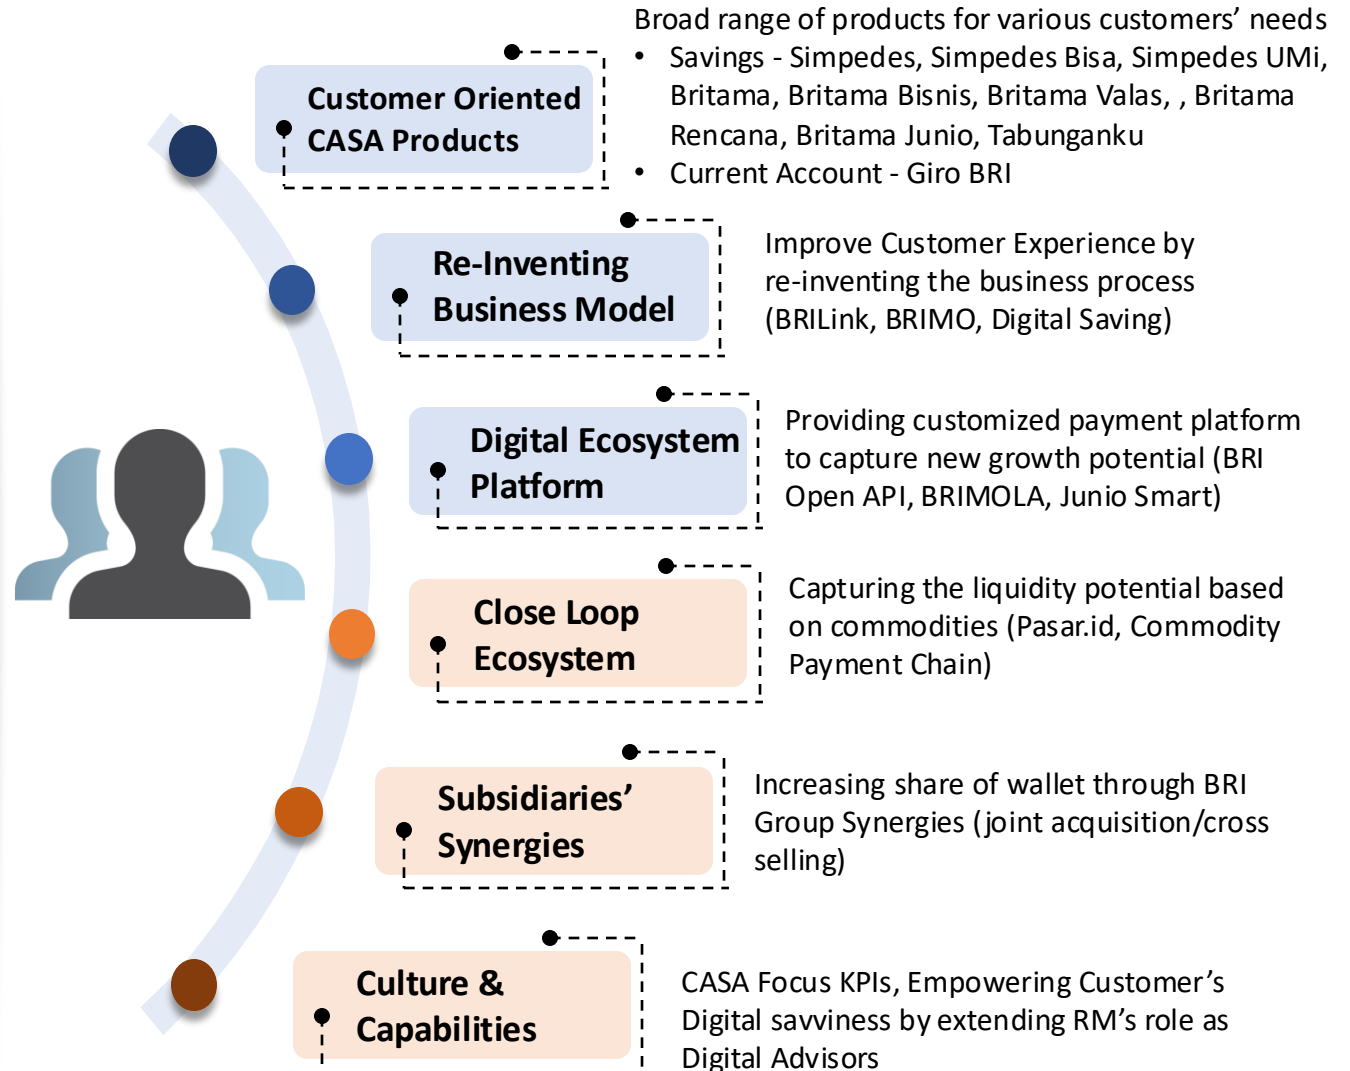 Customer Oriented
CASA Products
Broad range of products for various customers’ needs
• Savings - Simpedes, Simpedes Bisa, Simpedes UMi,
Britama, Britama Bisnis, Britama Valas, , Britama
Rencana, Britama Junio, Tabunganku
• Current Account - Giro BRI
Re-Inventing
Business Model
Improve Customer Experience by
re-inventing the business process
(BRILink, BRIMO, Digital Saving)
Digital Ecosystem
Platform
Providing customized payment platform
to capture new growth potential (BRI
Open API, BRIMOLA, Junio Smart)
Close Loop
Ecosystem
Capturing the liquidity potential based
on commodities (Pasar.id, Commodity
Payment Chain)
Subsidiaries’
Synergies
Increasing share of wallet through BRI
Group Synergies (joint acquisition/cross
selling)
Culture &
Capabilities
CASA Focus KPIs, Empowering Customer’s
Digital savviness by extending RM’s role as
Digital Advisors